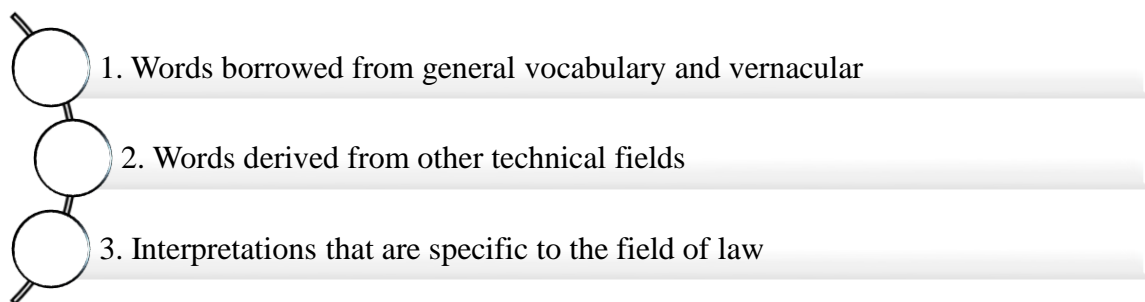 1. Words borrowed from general vocabulary and vernacular
2. Words derived from other technical fields
3. Interpretations that are specific to the field of law